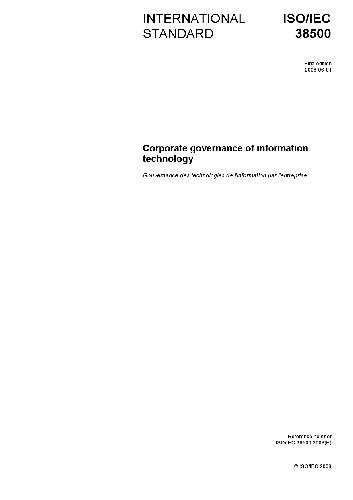 INTERNATIONAL
STANDARD
ISO/IEC
38500
First edition
2008-06-01
Corporate governance of information
technology
Gouvernance des technologies de l'information par l'entreprise
Reference number
ISO/IEC 38500:2008(E)
© ISO/IEC 2008